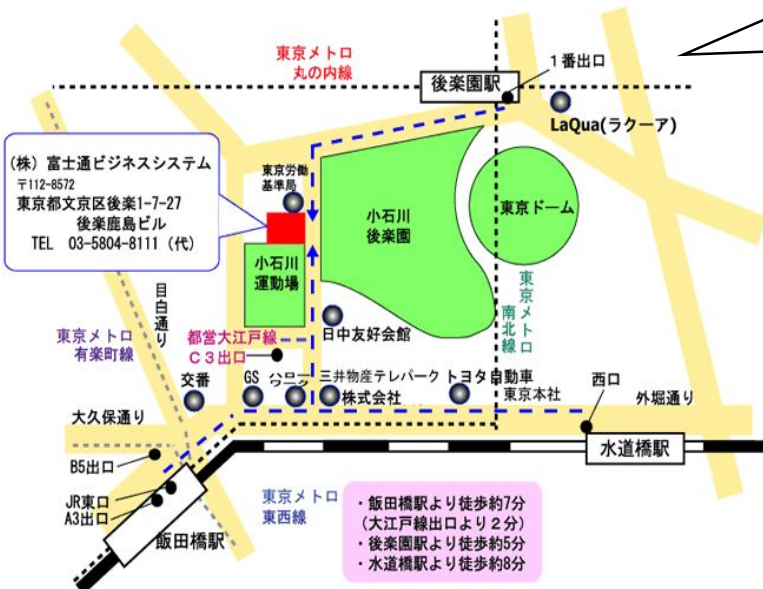 東京メトロ
丸の内線
後楽園駅
1番出口
LaQua(ラクーア)
(株) 富士通ビジネスシステム
〒112-8572
東京都文京区後楽1-7-27
後楽鹿島ビル
TEL 03-5804-8111 (代)
東京労働
基準局
小石川
後楽園
東京ドーム
小石川
運動場
目白通り
東京メトロ
有楽町線
東京メトロ
南北線
都営大江戸線
C3出口
日中友好会館
交番
GS
三井物産テレパーク
株式会社
トヨタ自動車
東京本社
西口
外堀通り
大久保通り
水道橋駅
B5出口
JR東口
A3出口
飯田橋駅
東京メトロ
東西線
・飯田橋駅より徒歩約7分
(大江戸線出口より2分)
・後楽園駅より徒歩約5分
・水道橋駅より徒歩約8分